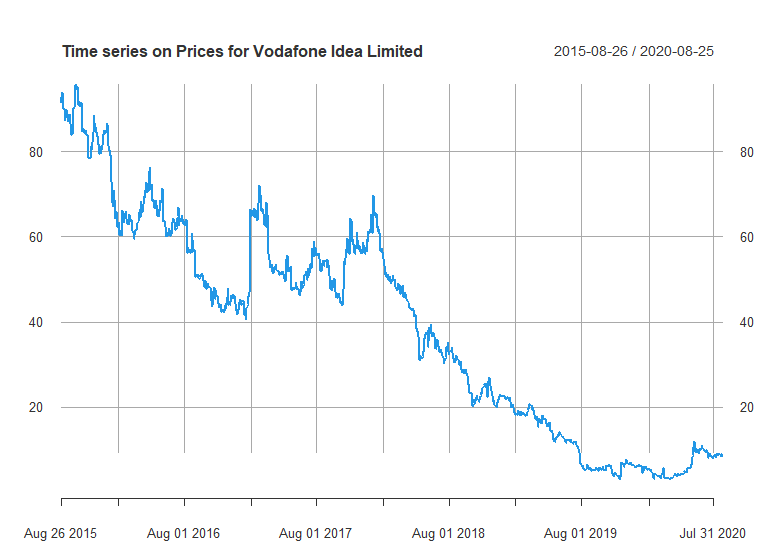 Time series on Prices for Vodafone Idea Limited 2015-08-26 / 2020-08-25
80 80
60 60
40 40
20 20
Aug 26 2015 Aug 01 2016 Aug 01 2017 Aug 01 2018 Aug 01 2019 Jul 31 2020